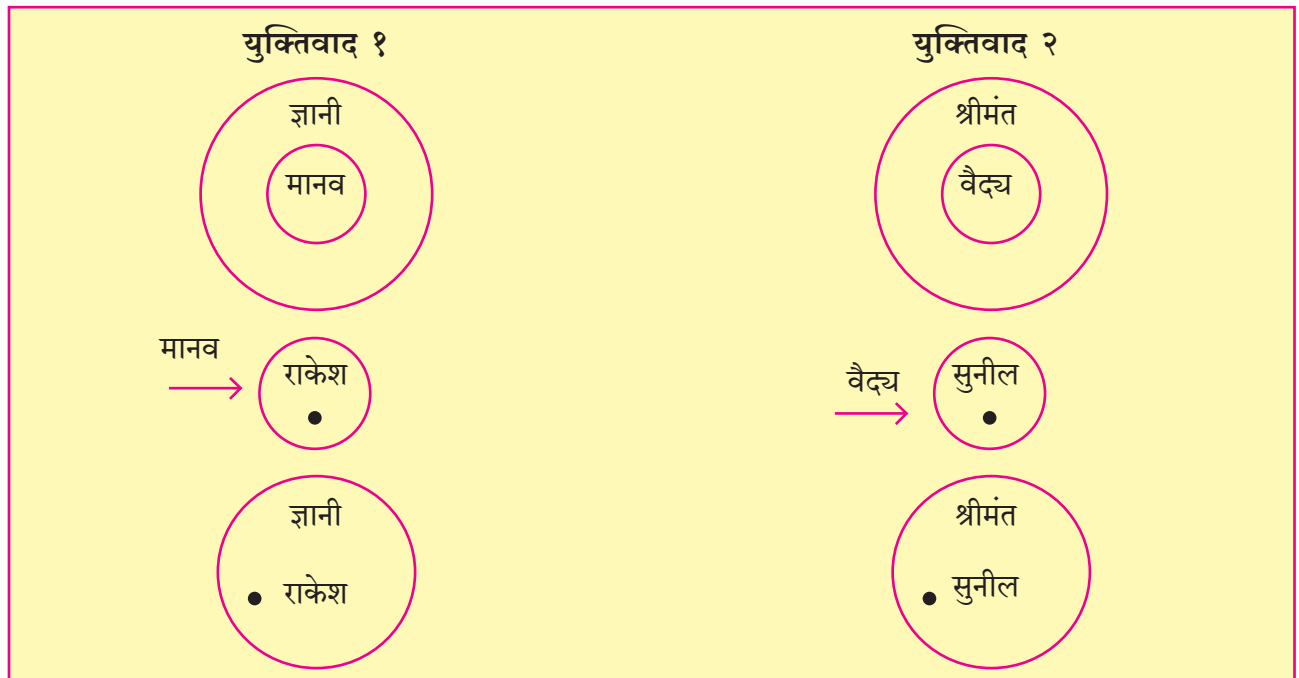 युक्तिवाद १
ज्ञानी
मानव
मानव
राकेश
ज्ञानी
राकेश
युक्तिवाद २
श्रीमंत
वैद्य
वैद्य
सुनील
श्रीमंत
सुनील